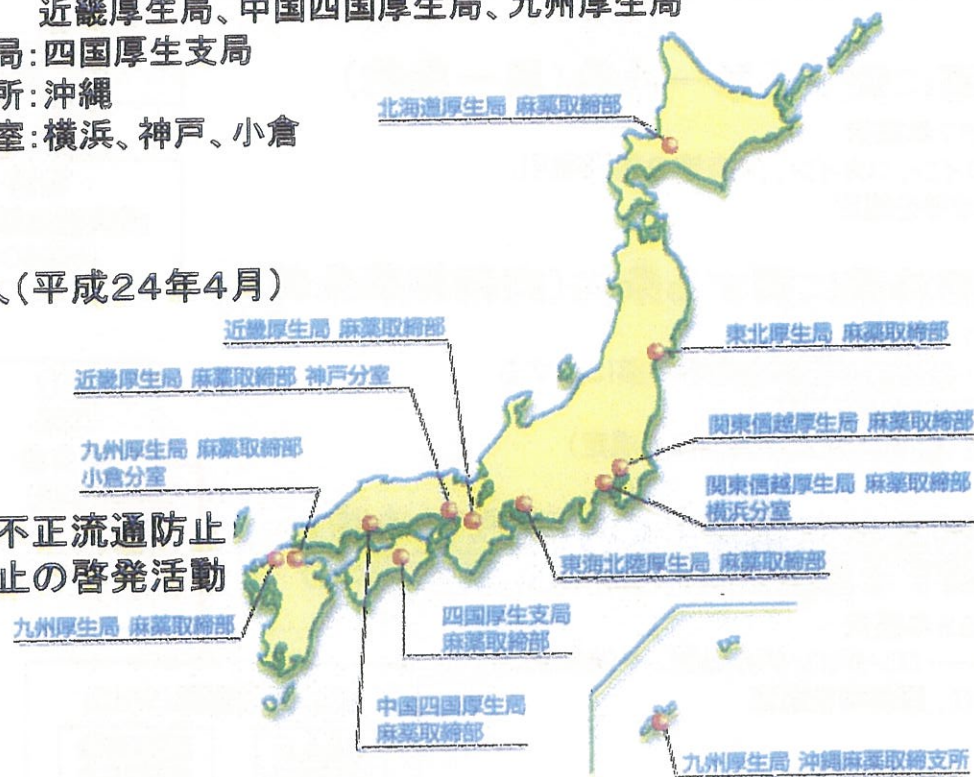 近畿厚生局、中国四国厚生局、九州厚生局
局:四国厚生支局
所:沖縄
室:横浜、神戸、小倉
北海道厚生局 麻薬取締部
(平成24年4月)
近畿厚生局 麻薬取締部
東北厚生局 麻薬取締部
近畿厚生局 麻薬取締部 神戸分室
関東信越厚生局 麻薬取締部
九州厚生局 麻薬取締部
小倉分室
関東信越厚生局 麻薬取締部
横浜分室
不正流通防止
止の啓発活動
東海北陸厚生局 麻薬取締部
九州厚生局 麻薬取締部
四国厚生支局
麻薬取締部
中国四国厚生局
麻薬取締部
九州厚生局 沖縄麻薬取締支所